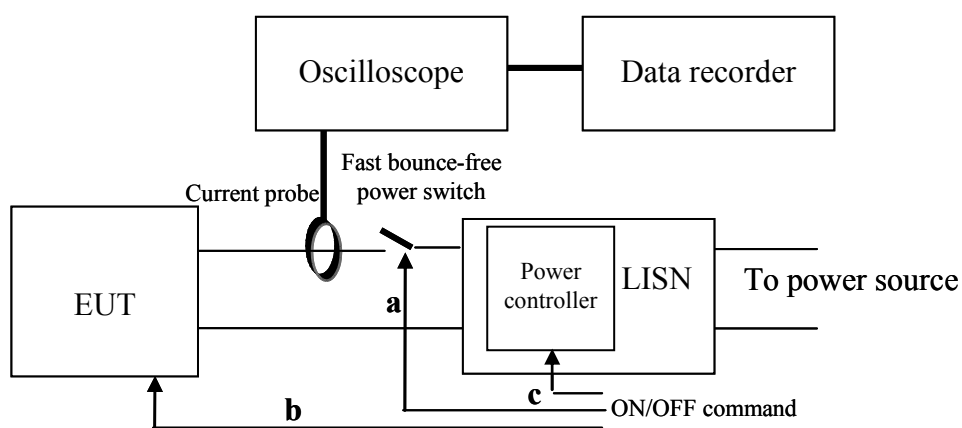 Oscilloscope
Data recorder
Fast bounce-free
power switch
Current probe
EUT
a
Power
controller
LISN
To power source
c
b
ON/OFF command